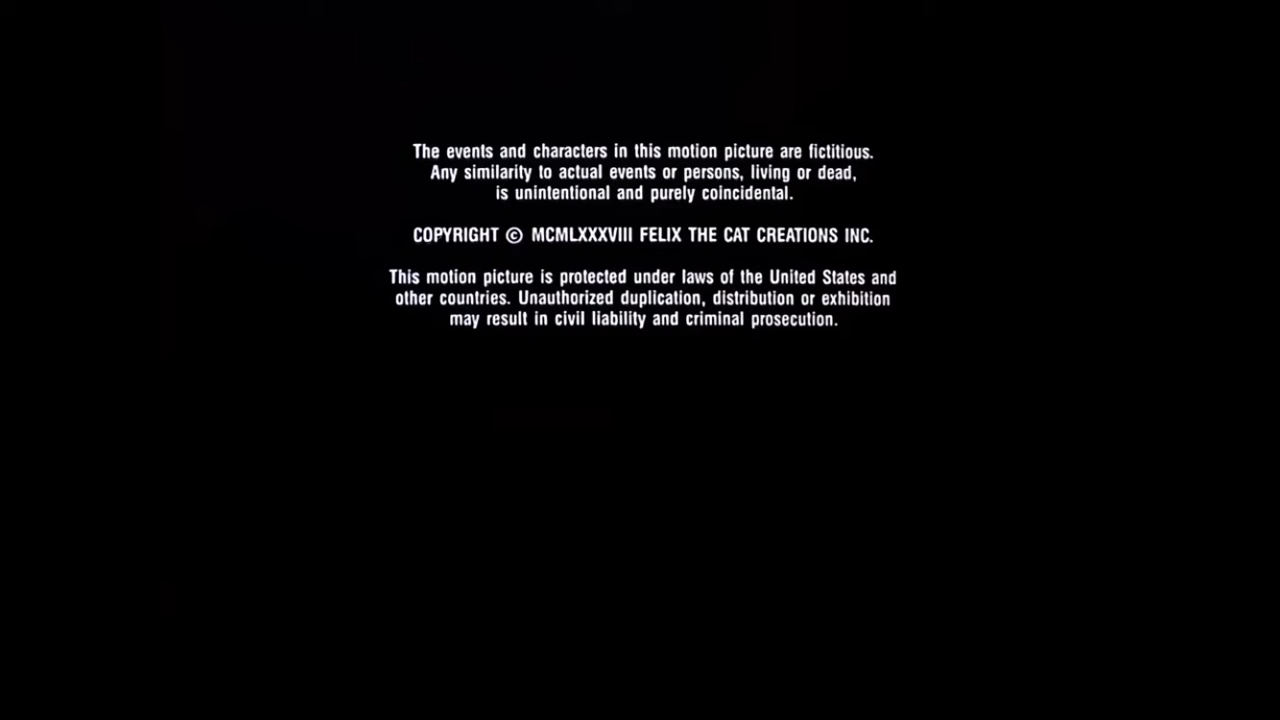 The events and characters in this motion picture are fictitious.
Any similarity to actual events or persons, living or dead,
is unintentional and purely coincidental.
COPYRIGHT © MCMLXXXVIII FELIX THE CAT CREATIONS INC.
This motion picture is protected under laws of the United States and
other countries. Unauthorized duplication, distribution or exhibition
may result in civil liability and criminal prosecution.